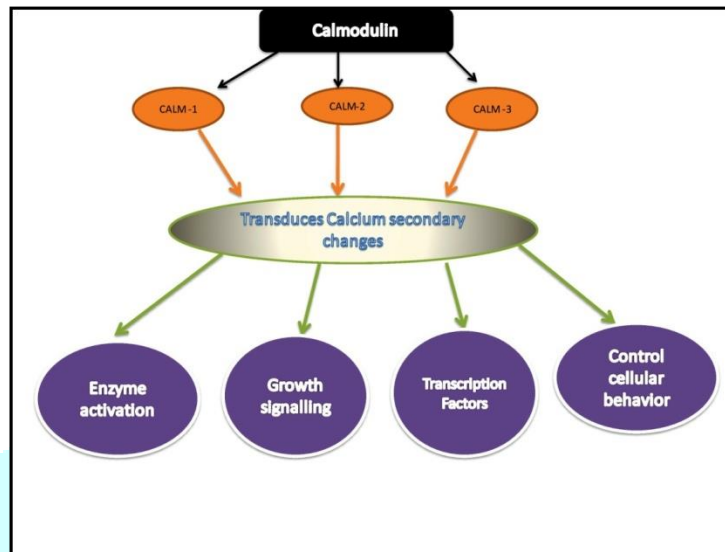 Calmodulin
CALM -1
CALM-2
CALM -3
Transduces Calcium secondary
changes
Enzyme
activation
Growth
signalling
Transcription
Factors
Control
cellular
behavior